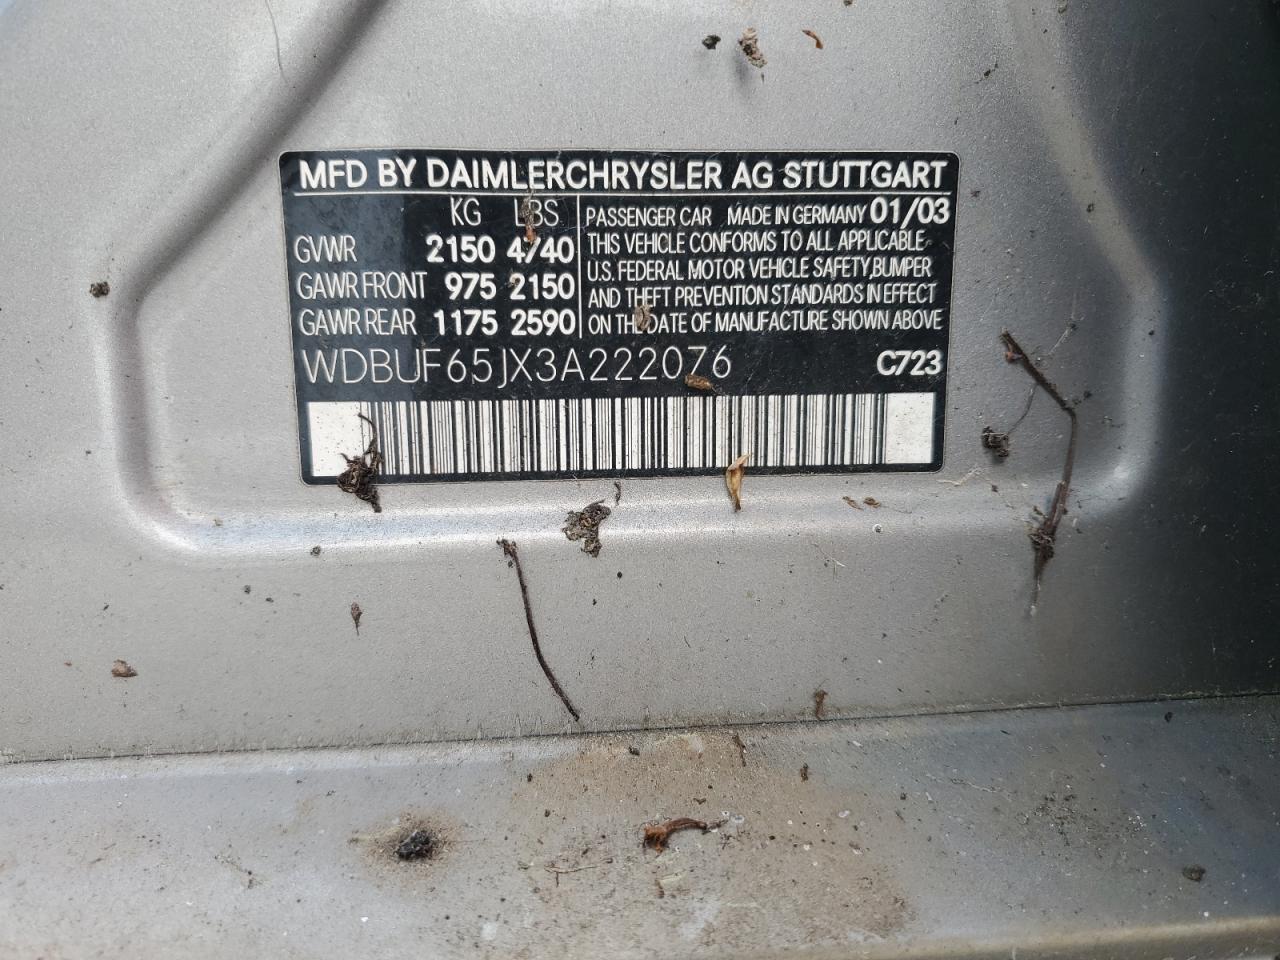 MFD BY DAIMLERCHRYSLER AG STUTTGART
KG LBS
GVWR 2150 4740
GAWR FRONT 975 2150
GAWR REAR 1175 2590
PASSENGER CAR MADE IN GERMANY 01/03
THIS VEHICLE CONFORMS TO ALL APPLICABLE
U.S. FEDERAL MOTOR VEHICLE SAFETY,BUMPER
AND THEFT PREVENTION STANDARDS IN EFFECT
ON THE DATE OF MANUFACTURE SHOWN ABOVE
WDBUF65JX3A222076 C723